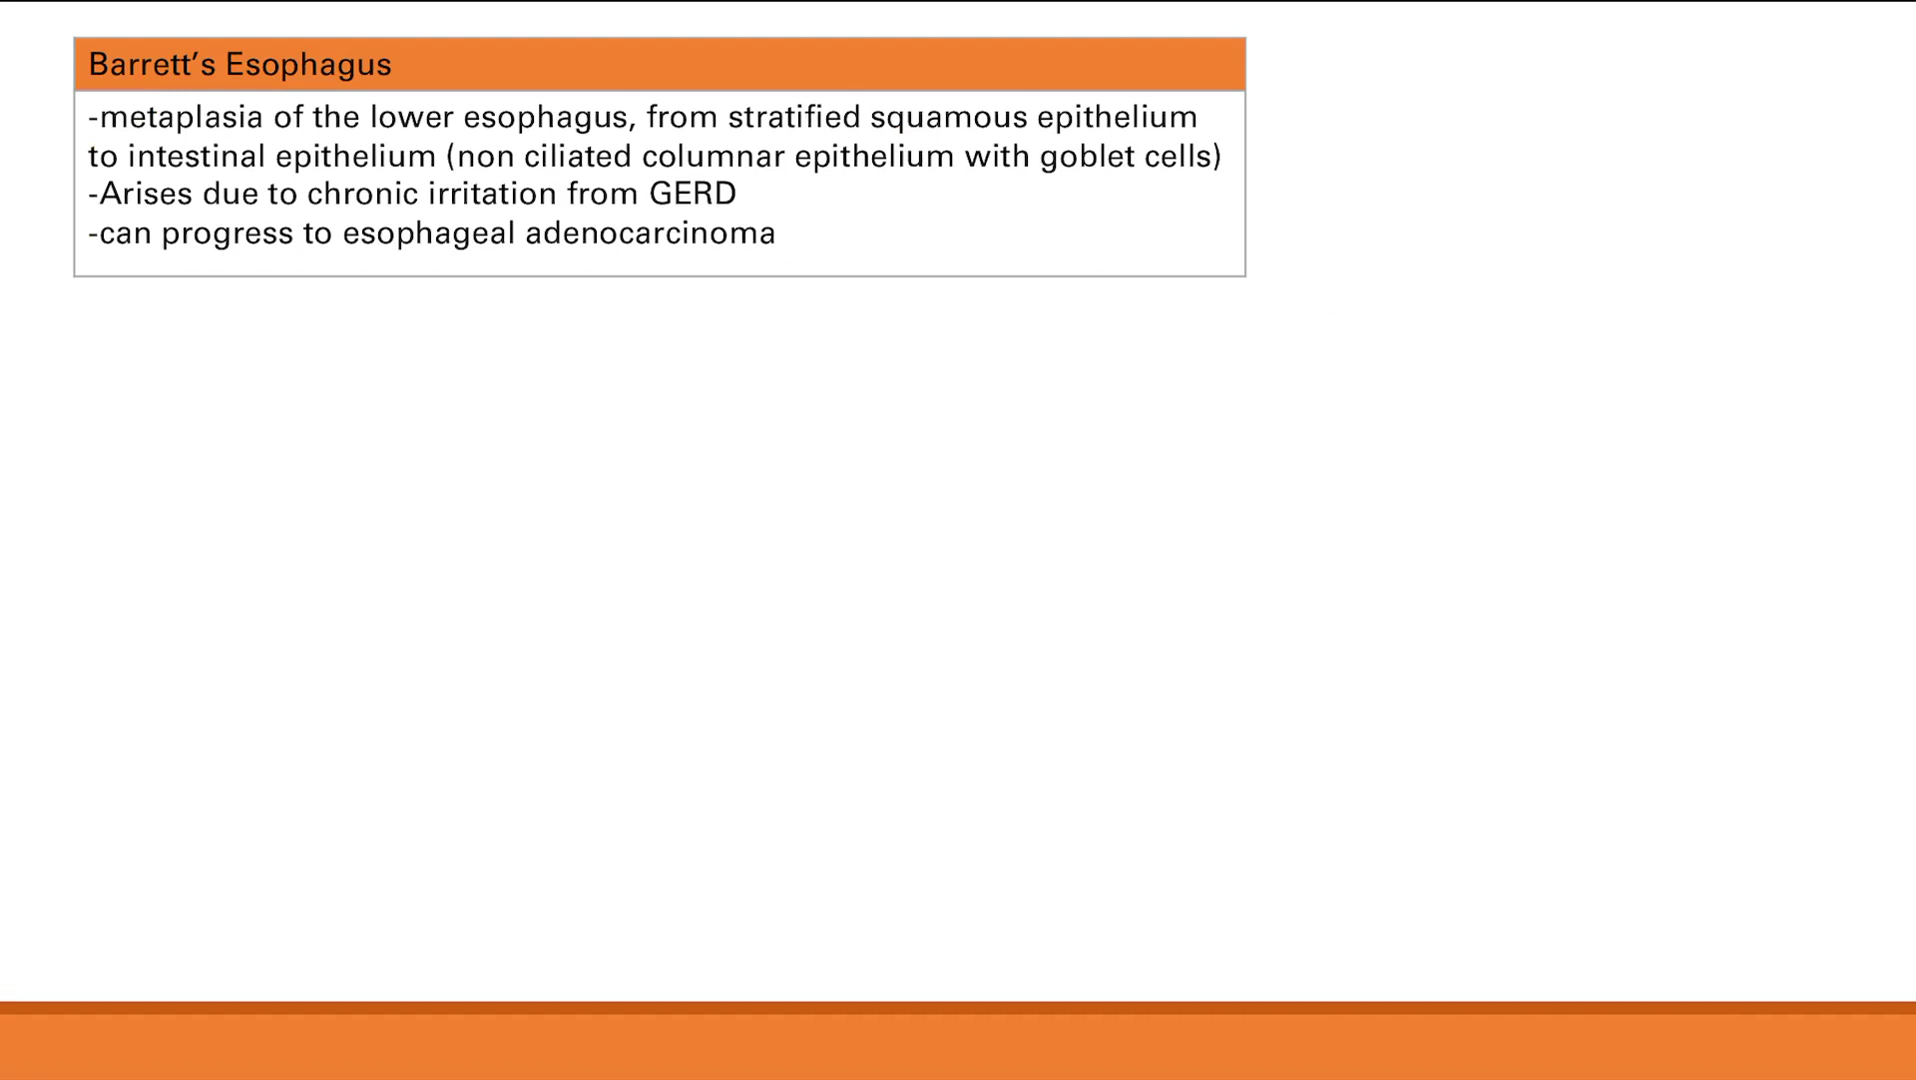 Barrett’s Esophagus
-metaplasia of the lower esophagus, from stratified squamous epithelium
to intestinal epithelium (non ciliated columnar epithelium with goblet cells)
-Arises due to chronic irritation from GERD
-can progress to esophageal adenocarcinoma